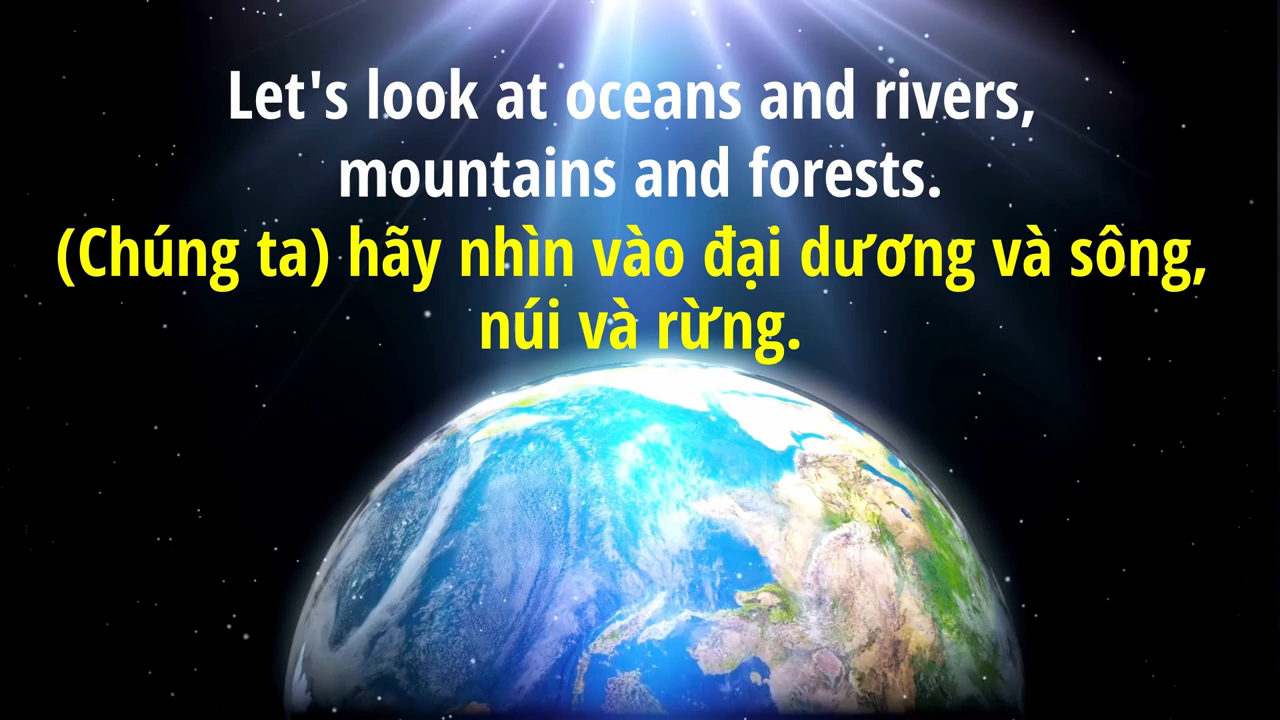 Let's look at oceans and rivers,
mountains and forests.
(Chúng ta) hãy nhìn vào đại dương và sông,
núi và rừng.